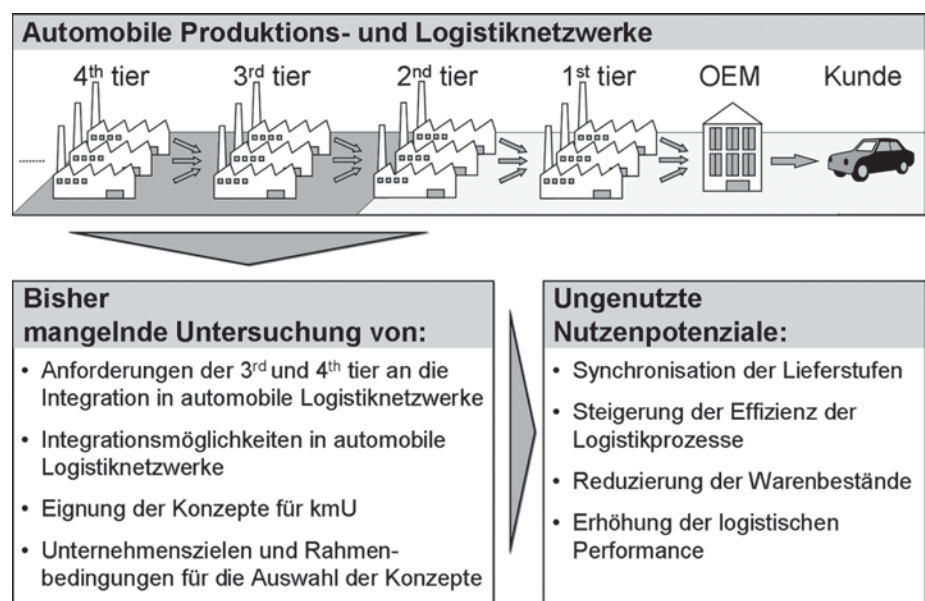 Automobile Produktions- und Logistiknetzwerke
4th tier 3rd tier 2nd tier 1st tier OEM Kunde
........
Bisher
mangelnde Untersuchung von:
• Anforderungen der 3rd und 4th tier an die
Integration in automobile Logistiknetzwerke
• Integrationsmöglichkeiten in automobile
Logistiknetzwerke
• Eignung der Konzepte für kmU
• Unternehmenszielen und Rahmen-
bedingungen für die Auswahl der Konzepte
Ungenutzte
Nutzenpotenziale:
• Synchronisation der Lieferstufen
• Steigerung der Effizienz der
Logistikprozesse
• Reduzierung der Warenbestände
• Erhöhung der logistischen
Performance